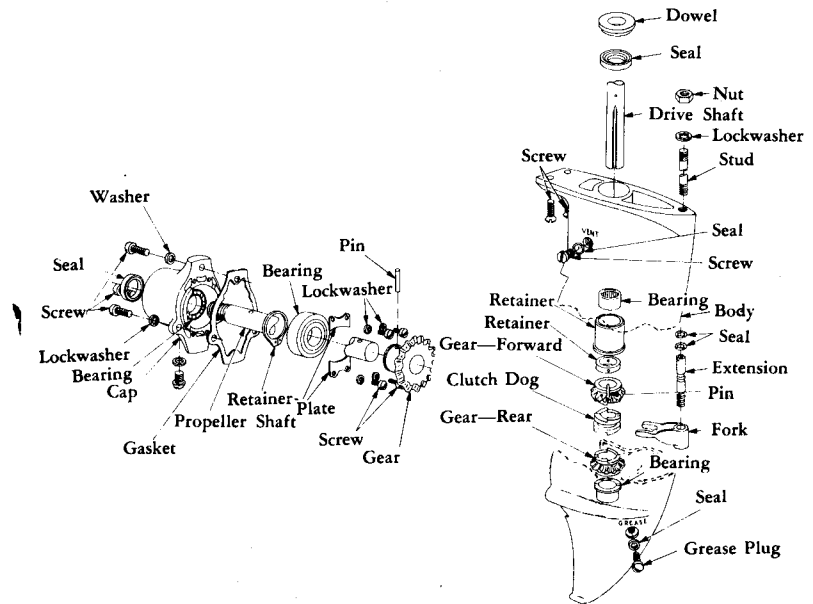 Dowel
Seal
Nut
Drive Shaft
Lockwasher
Stud
Screw
VENT
Seal
Screw
Washer
Seal
Screw
Pin
Bearing
Lockwasher
Lockwasher
Bearing
Cap
Gasket
Propeller Shaft
Retainer
Plate
Screw
Gear
Retainer
Bearing
Body
Retainer
Seal
Gear—Forward
Extension
Clutch Dog
Pin
Gear—Rear
Fork
Bearing
GREASE
Seal
Grease Plug